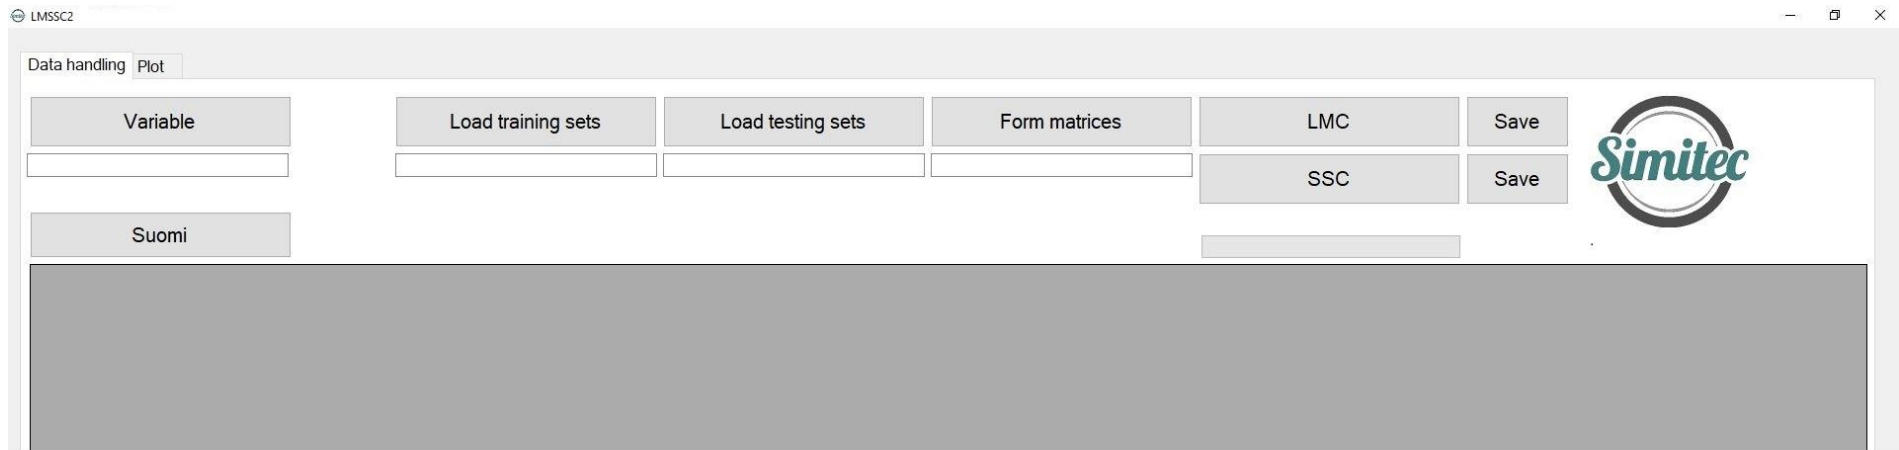 LMSSC2
Data handling Plot
Variable Load training sets Load testing sets Form matrices LMC Save
SSC Save
Simitec
Suomi